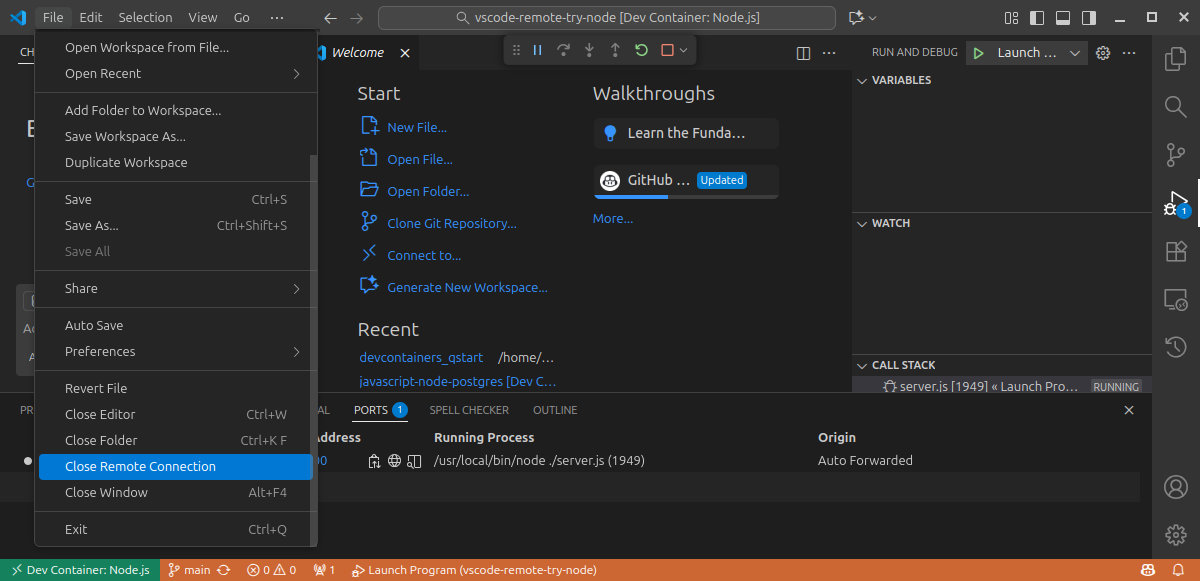 File Edit Selection View Go ···
vscode-remote-try-node [Dev Container: Node.js]
Open Workspace from File...
Open Recent
Add Folder to Workspace...
Save Workspace As...
Duplicate Workspace
Save Ctrl+S
Save As... Ctrl+Shift+S
Save All
Share
Auto Save
Preferences
Revert File
Close Editor Ctrl+W
Close Folder Ctrl+K F
Close Remote Connection
Close Window Alt+F4
Exit Ctrl+Q
Welcome
Start
New File...
Open File...
Open Folder...
Clone Git Repository...
Connect to...
Generate New Workspace...
Recent
devcontainers_qstart /home/...
javascript-node-postgres [Dev C...
Walkthroughs
Learn the Funda...
GitHub ... Updated
More...
RUN AND DEBUG Launch ...
VARIABLES
WATCH
CALL STACK
server.js [1949] « Launch Pro... RUNNING
1
PORTS 1 SPELL CHECKER OUTLINE
Address Running Process Origin
/usr/local/bin/node ./server.js (1949) Auto Forwarded
Dev Container: Node.js main 0 0 1 Launch Program (vscode-remote-try-node)